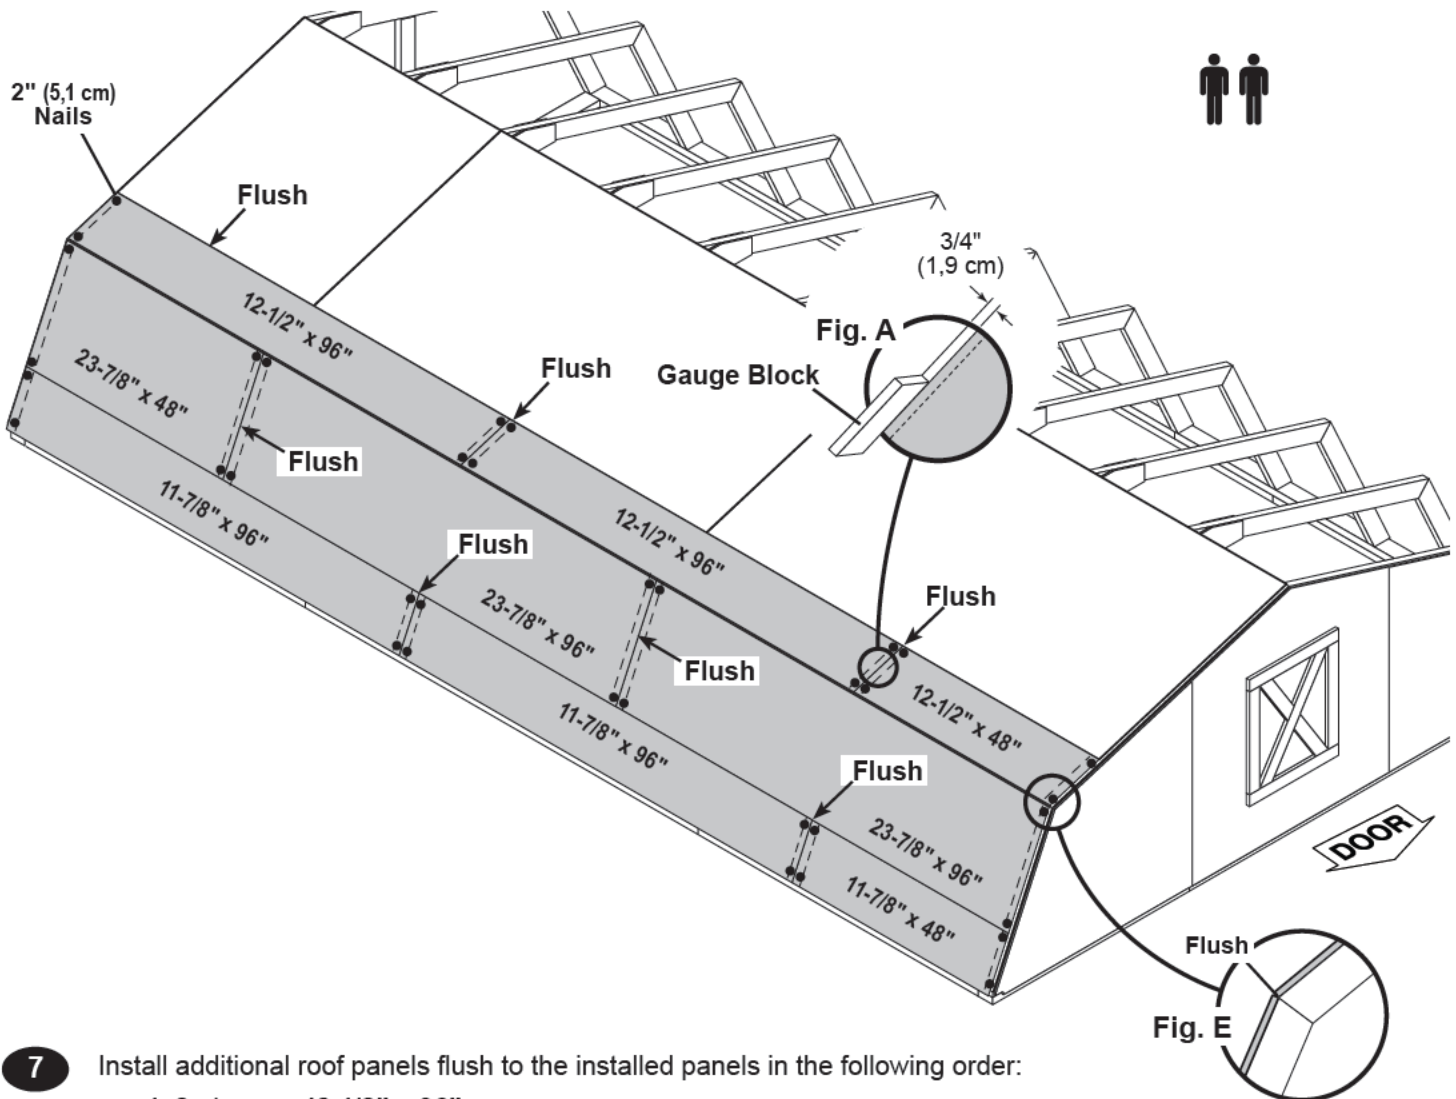 2" (5,1 cm)
Nails
Flush
12-1/2" x 96"
23-7/8" x 48"
Flush
Flush
11-7/8" x 96"
3/4"
(1,9 cm)
Fig. A
Gauge Block
12-1/2" x 96"
Flush
23-7/8" x 96"
Flush
11-7/8" x 96"
Flush
12-1/2" x 48"
Flush
23-7/8" x 96"
11-7/8" x 48"
DOOR
Flush
Fig. E
7 Install additional roof panels flush to the installed panels in the following order: